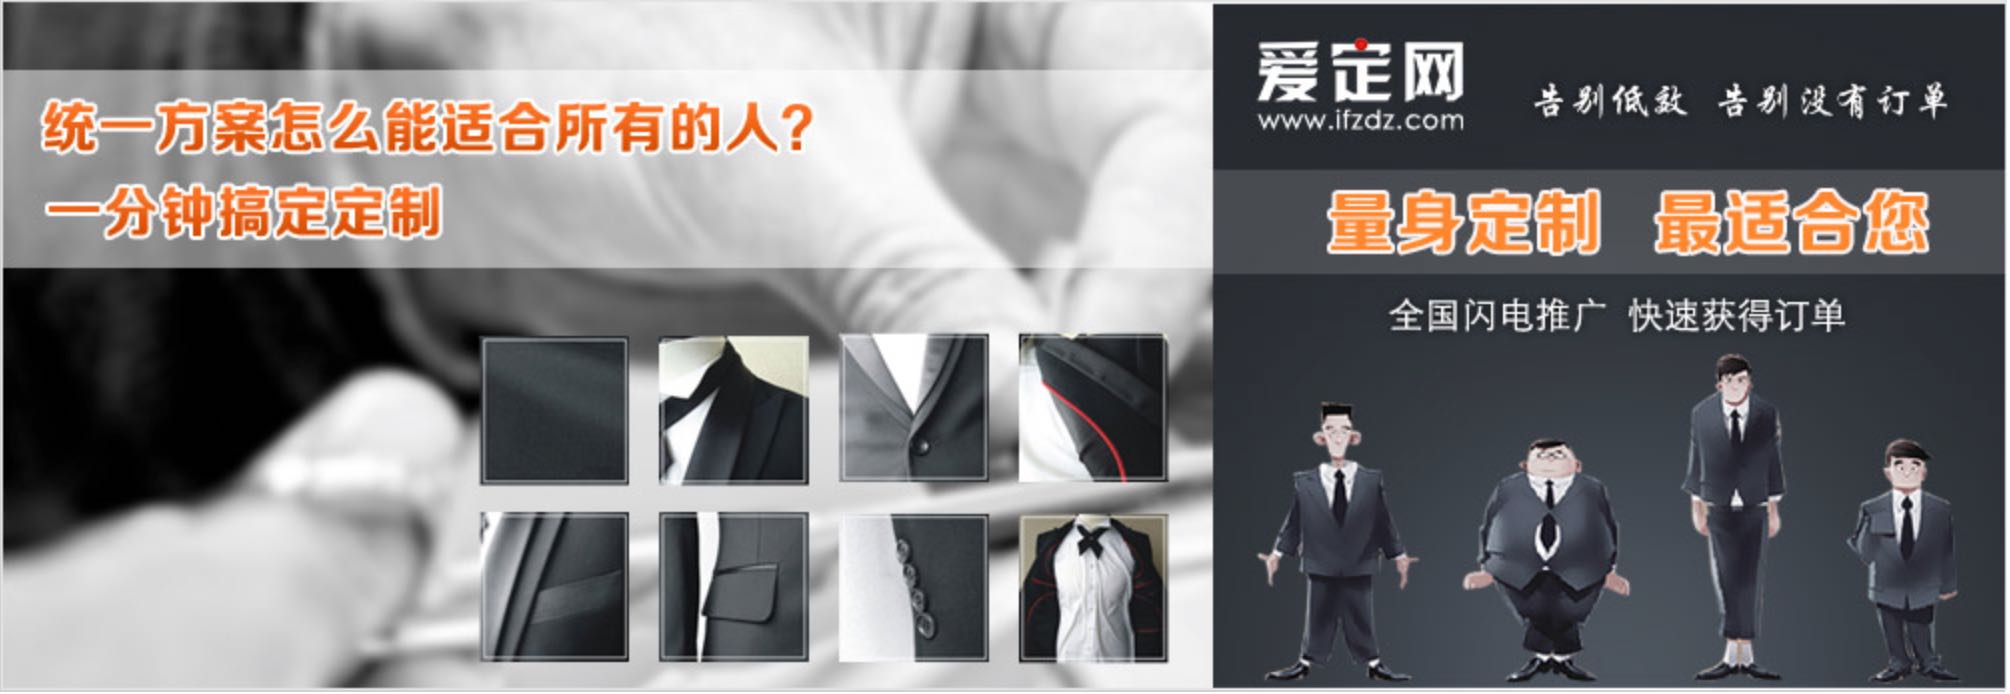 统一方案怎么能适合所有的人?
一分钟搞定定制
爱定网
www.ifzdz.com
告别低效 告别没有订单
量身定制 最适合您
全国闪电推广 快速获得订单